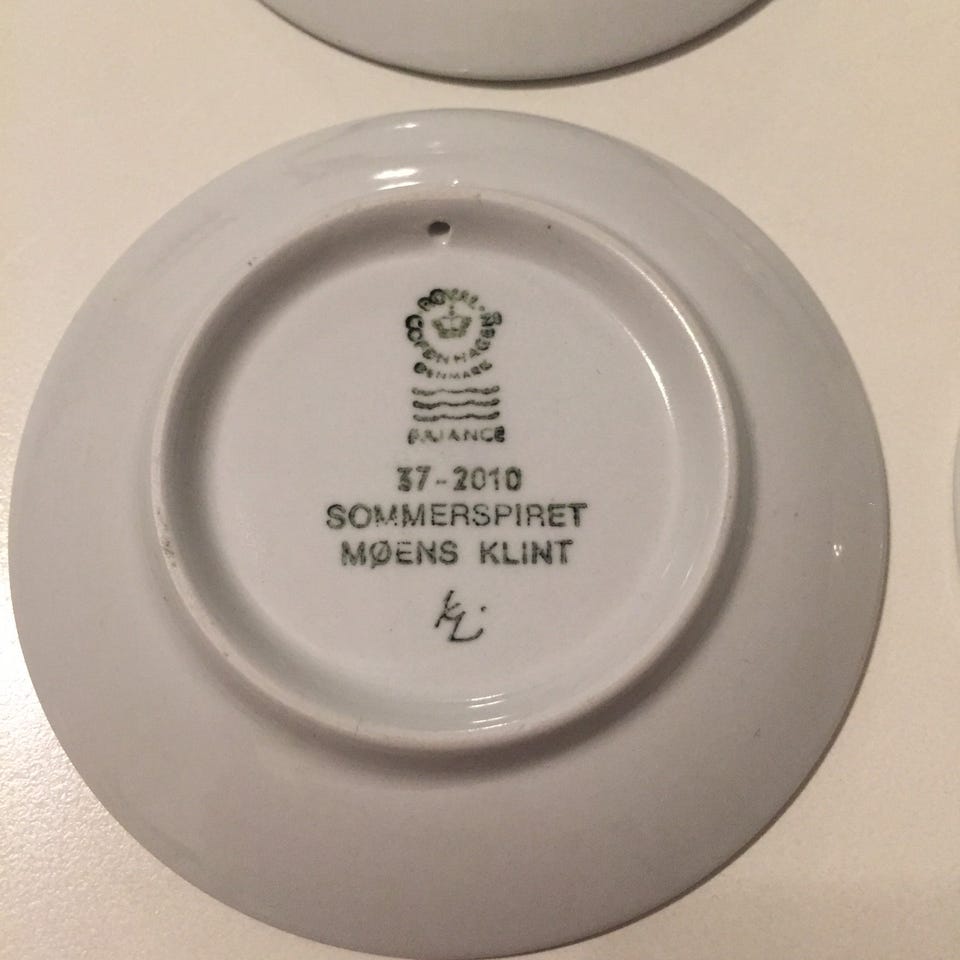 ROYAL
COPENHAGEN
DENMARK
FAJANCE
37-2010
SOMMERSPIRET
MØENS KLINT